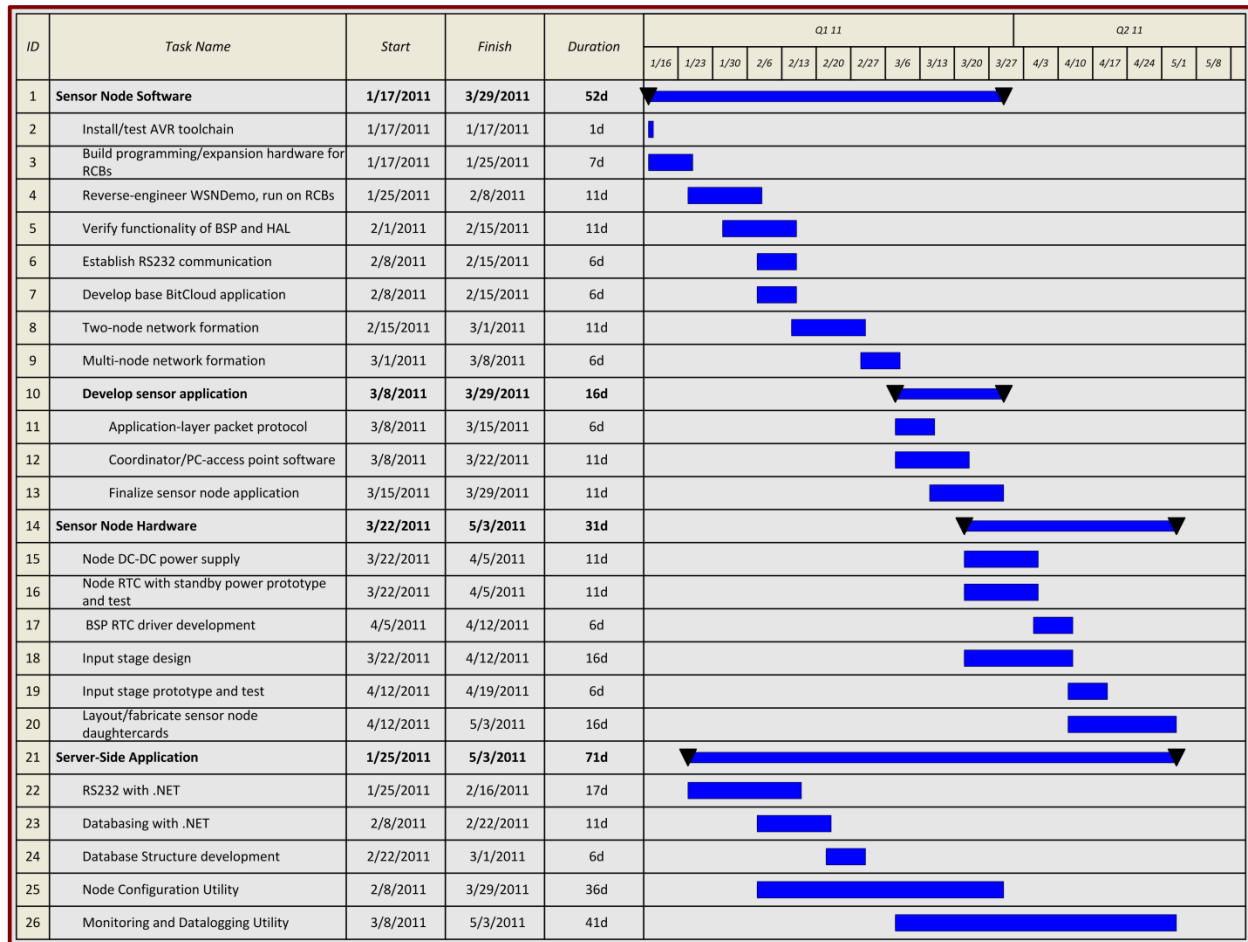 ID Task Name Start Finish Duration Q1 11 Q2 11
1/16 1/23 1/30 2/6 2/13 2/20 2/27 3/6 3/13 3/20 3/27 4/3 4/10 4/17 4/24 5/1 5/8
1 Sensor Node Software 1/17/2011 3/29/2011 52d
2 Install/test AVR toolchain 1/17/2011 1/17/2011 1d
3 Build programming/expansion hardware for
RCBs 1/17/2011 1/25/2011 7d
4 Reverse-engineer WSNDemo, run on RCBs 1/25/2011 2/8/2011 11d
5 Verify functionality of BSP and HAL 2/1/2011 2/15/2011 11d
6 Establish RS232 communication 2/8/2011 2/15/2011 6d
7 Develop base BitCloud application 2/8/2011 2/15/2011 6d
8 Two-node network formation 2/15/2011 3/1/2011 11d
9 Multi-node network formation 3/1/2011 3/8/2011 6d
10 Develop sensor application 3/8/2011 3/29/2011 16d
11 Application-layer packet protocol 3/8/2011 3/15/2011 6d
12 Coordinator/PC-access point software 3/8/2011 3/22/2011 11d
13 Finalize sensor node application 3/15/2011 3/29/2011 11d
14 Sensor Node Hardware 3/22/2011 5/3/2011 31d
15 Node DC-DC power supply 3/22/2011 4/5/2011 11d
16 Node RTC with standby power prototype
and test 3/22/2011 4/5/2011 11d
17 BSP RTC driver development 4/5/2011 4/12/2011 6d
18 Input stage design 3/22/2011 4/12/2011 16d
19 Input stage prototype and test 4/12/2011 4/19/2011 6d
20 Layout/fabricate sensor node
daughtercards 4/12/2011 5/3/2011 16d
21 Server-Side Application 1/25/2011 5/3/2011 71d
22 RS232 with .NET 1/25/2011 2/16/2011 17d
23 Databasing with .NET 2/8/2011 2/22/2011 11d
24 Database Structure development 2/22/2011 3/1/2011 6d
25 Node Configuration Utility 2/8/2011 3/29/2011 36d
26 Monitoring and Datalogging Utility 3/8/2011 5/3/2011 41d